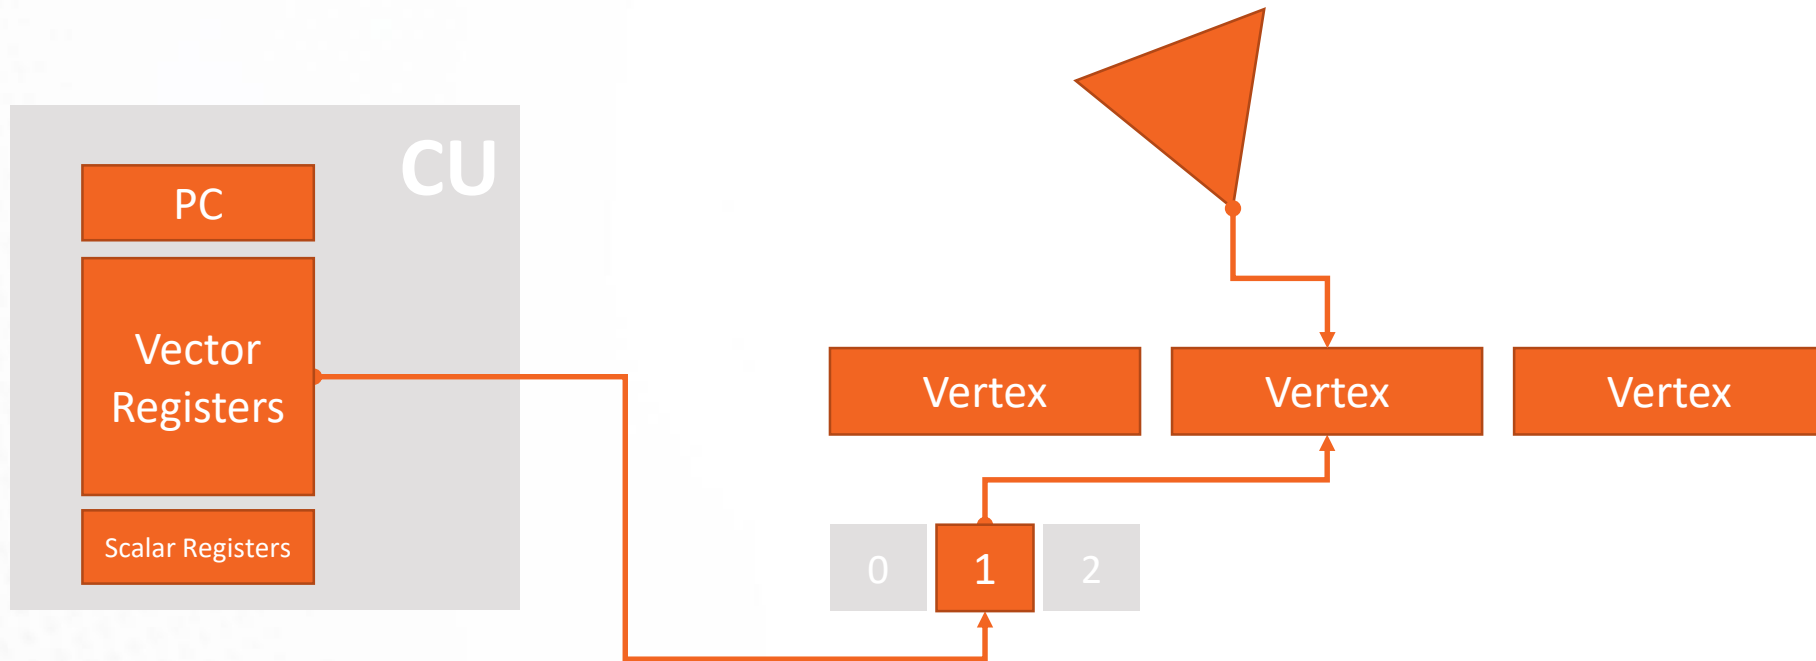 CU
PC
Vector
Registers
Scalar Registers
Vertex
Vertex
Vertex
0
1
2